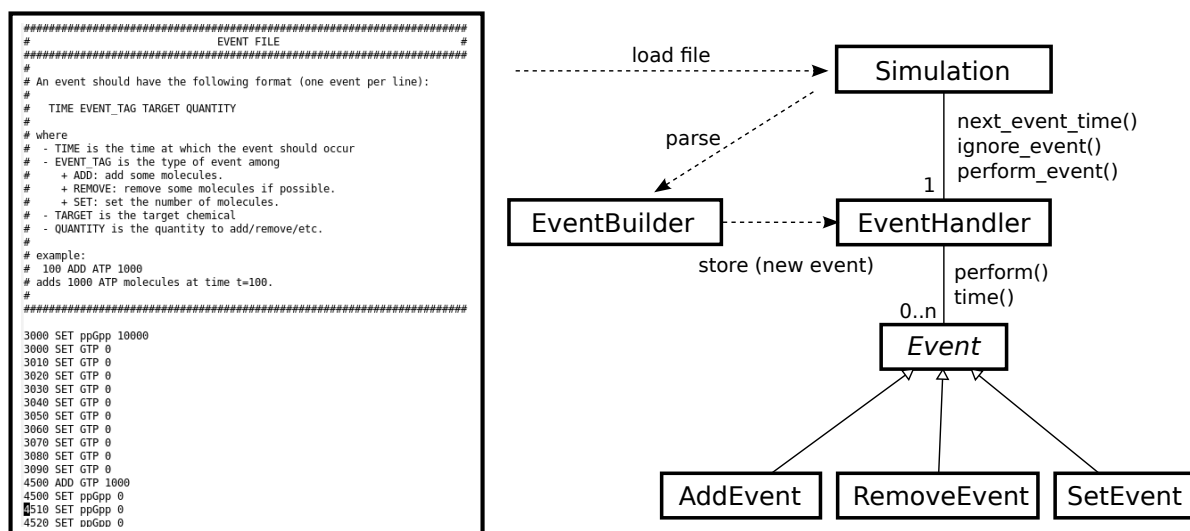 ######################################################################
#                              EVENT FILE                             #
######################################################################
#
# An event should have the following format (one event per line):
#
#   TIME EVENT_TAG TARGET QUANTITY
#
# where
#  - TIME is the time at which the event should occur
#  - EVENT_TAG is the type of event among
#     + ADD: add some molecules.
#     + REMOVE: remove some molecules if possible.
#     + SET: set the number of molecules.
#  - TARGET is the target chemical
#  - QUANTITY is the quantity to add/remove/etc.
#
# example:
#  100 ADD ATP 1000
# adds 1000 ATP molecules at time t=100.
#
######################################################################
3000 SET ppGpp 10000
3000 SET GTP 0
3010 SET GTP 0
3020 SET GTP 0
3030 SET GTP 0
3040 SET GTP 0
3050 SET GTP 0
3060 SET GTP 0
3070 SET GTP 0
3080 SET GTP 0
3090 SET GTP 0
4500 ADD GTP 1000
4500 SET ppGpp 0
4510 SET ppGpp 0
4520 SET ppGpp 0
load file
Simulation
parse
next_event_time()
ignore_event()
perform_event()
1
EventBuilder
EventHandler
store (new event)
perform()
time()
0..n
Event
AddEvent
RemoveEvent
SetEvent